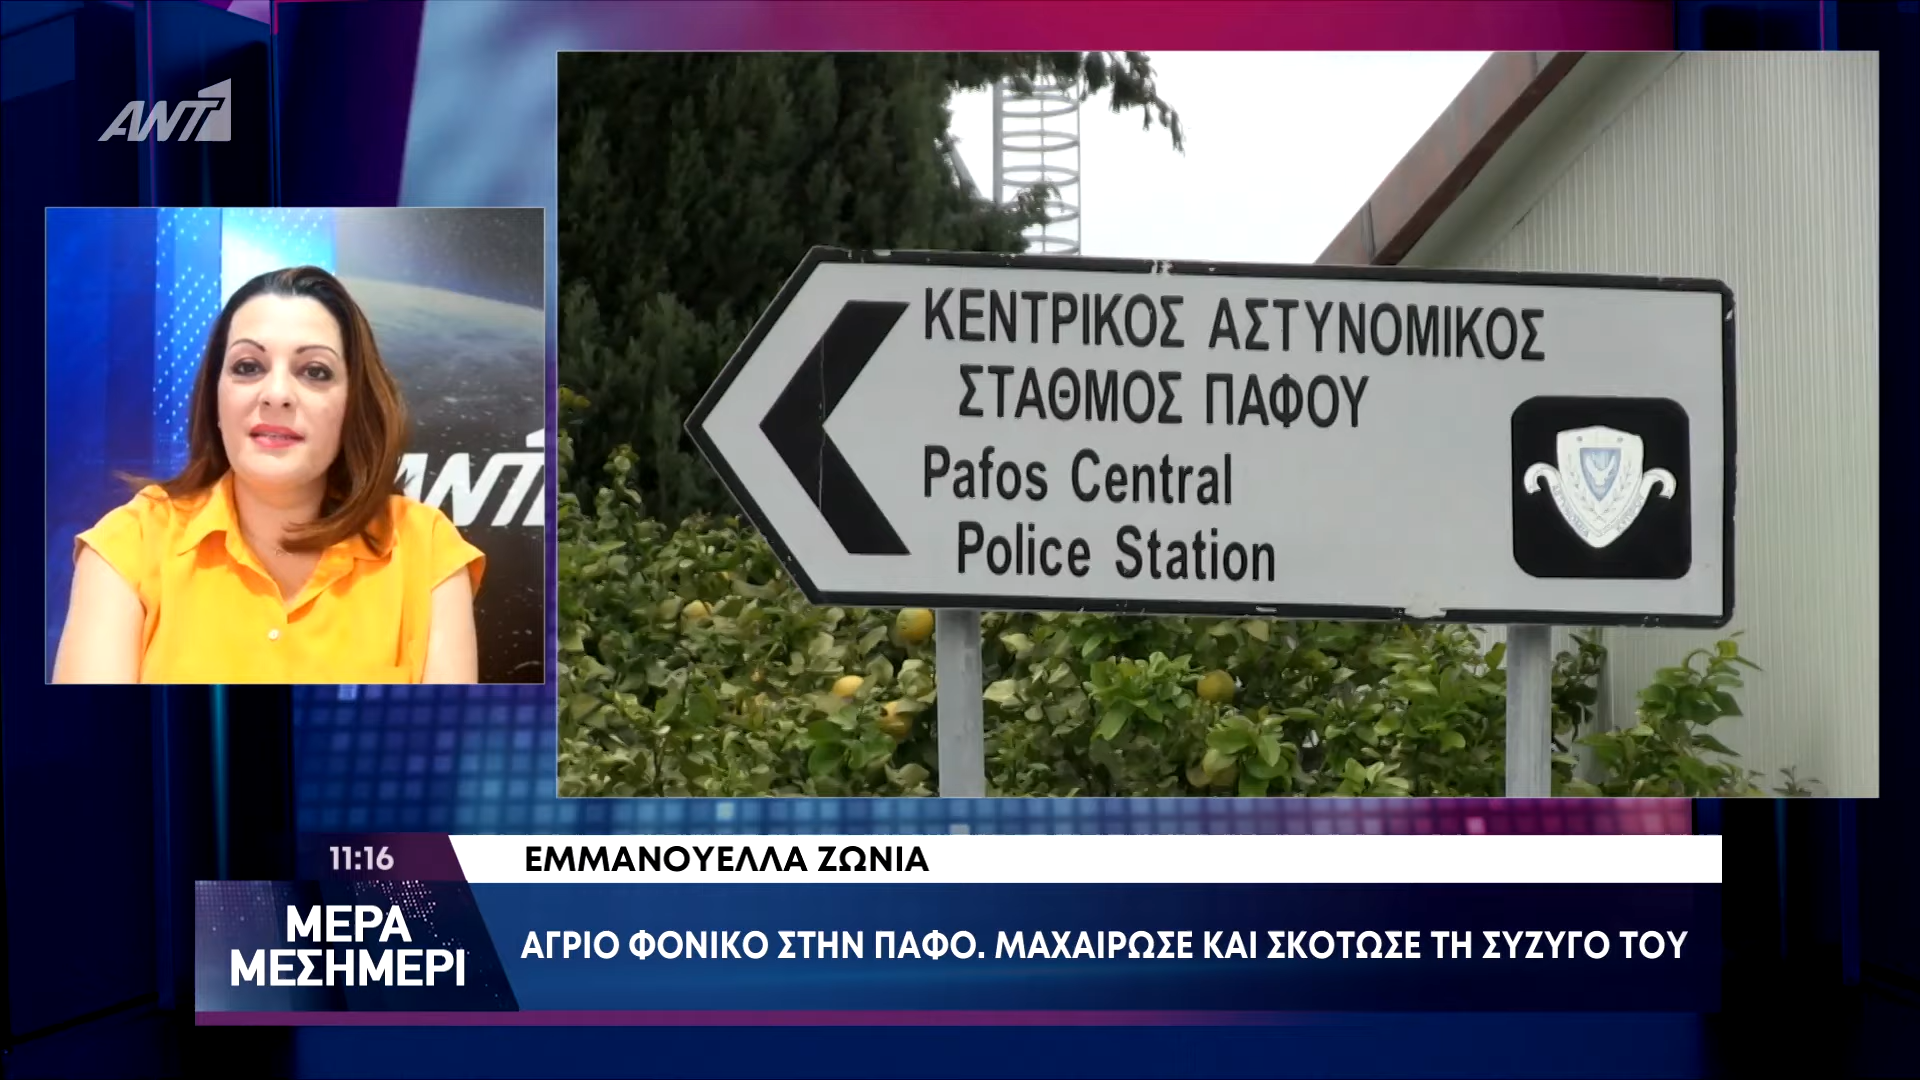 ANT1
ΚΕΝΤΡΙΚΟΣ ΑΣΤΥΝΟΜΙΚΟΣ
ΣΤΑΘΜΟΣ ΠΑΦΟΥ
Pafos Central
Police Station
ANT1
11:16
ΕΜΜΑΝΟΥΕΛΛΑ ΖΩΝΙΑ
ΜΕΡΑ
ΜΕΣΗΜΕΡΙ
ΑΓΡΙΟ ΦΟΝΙΚΟ ΣΤΗΝ ΠΑΦΟ. ΜΑΧΑΙΡΩΣΕ ΚΑΙ ΣΚΟΤΩΣΕ ΤΗ ΣΥΖΥΓΟ ΤΟΥ